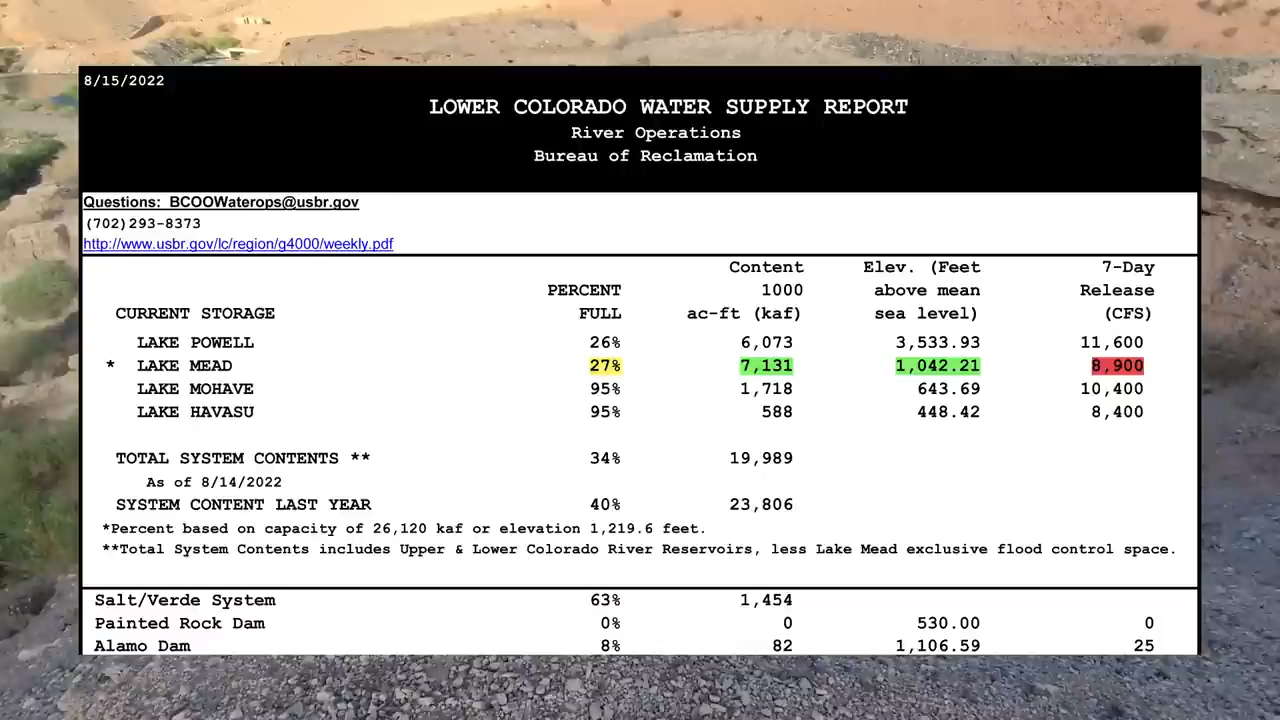 8/15/2022
LOWER COLORADO WATER SUPPLY REPORT
River Operations
Bureau of Reclamation
Questions: BCOOWaterops@usbr.gov
(702)293-8373
http://www.usbr.gov/lc/region/g4000/weekly.pdf
Content Elev. (Feet 7-Day
PERCENT 1000 above mean Release
CURRENT STORAGE FULL ac-ft (kaf) sea level) (CFS)
LAKE POWELL 26% 6,073 3,533.93 11,600
* LAKE MEAD 27% 7,131 1,042.21 8,900
LAKE MOHAVE 95% 1,718 643.69 10,400
LAKE HAVASU 95% 588 448.42 8,400
TOTAL SYSTEM CONTENTS ** 34% 19,989
As of 8/14/2022
SYSTEM CONTENT LAST YEAR 40% 23,806
*Percent based on capacity of 26,120 kaf or elevation 1,219.6 feet.
**Total System Contents includes Upper & Lower Colorado River Reservoirs, less Lake Mead exclusive flood control space.
Salt/Verde System 63% 1,454
Painted Rock Dam 0% 0 530.00 0
Alamo Dam 8% 82 1,106.59 25